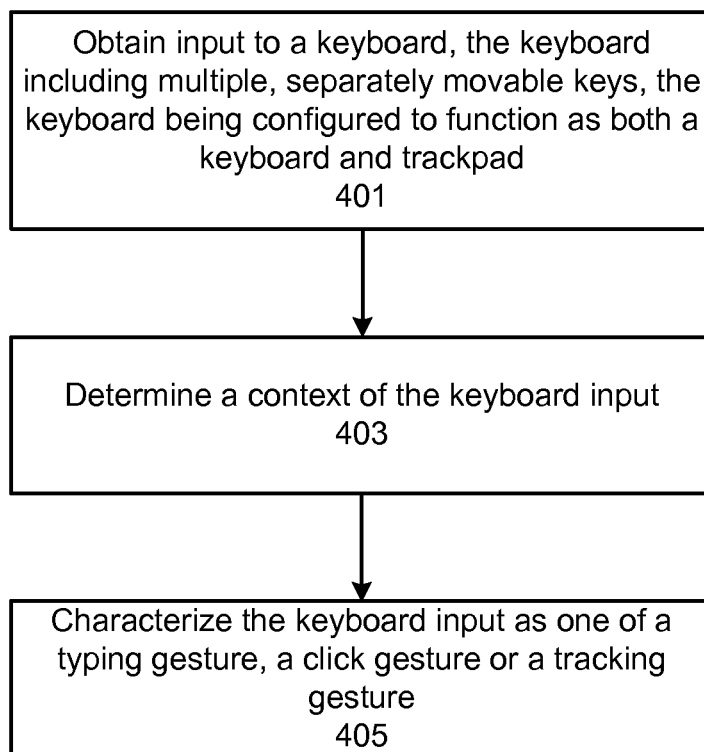 Obtain input to a keyboard, the keyboard
including multiple, separately movable keys, the
keyboard being configured to function as both a
keyboard and trackpad
401
Determine a context of the keyboard input
403
Characterize the keyboard input as one of a
typing gesture, a click gesture or a tracking
gesture
405